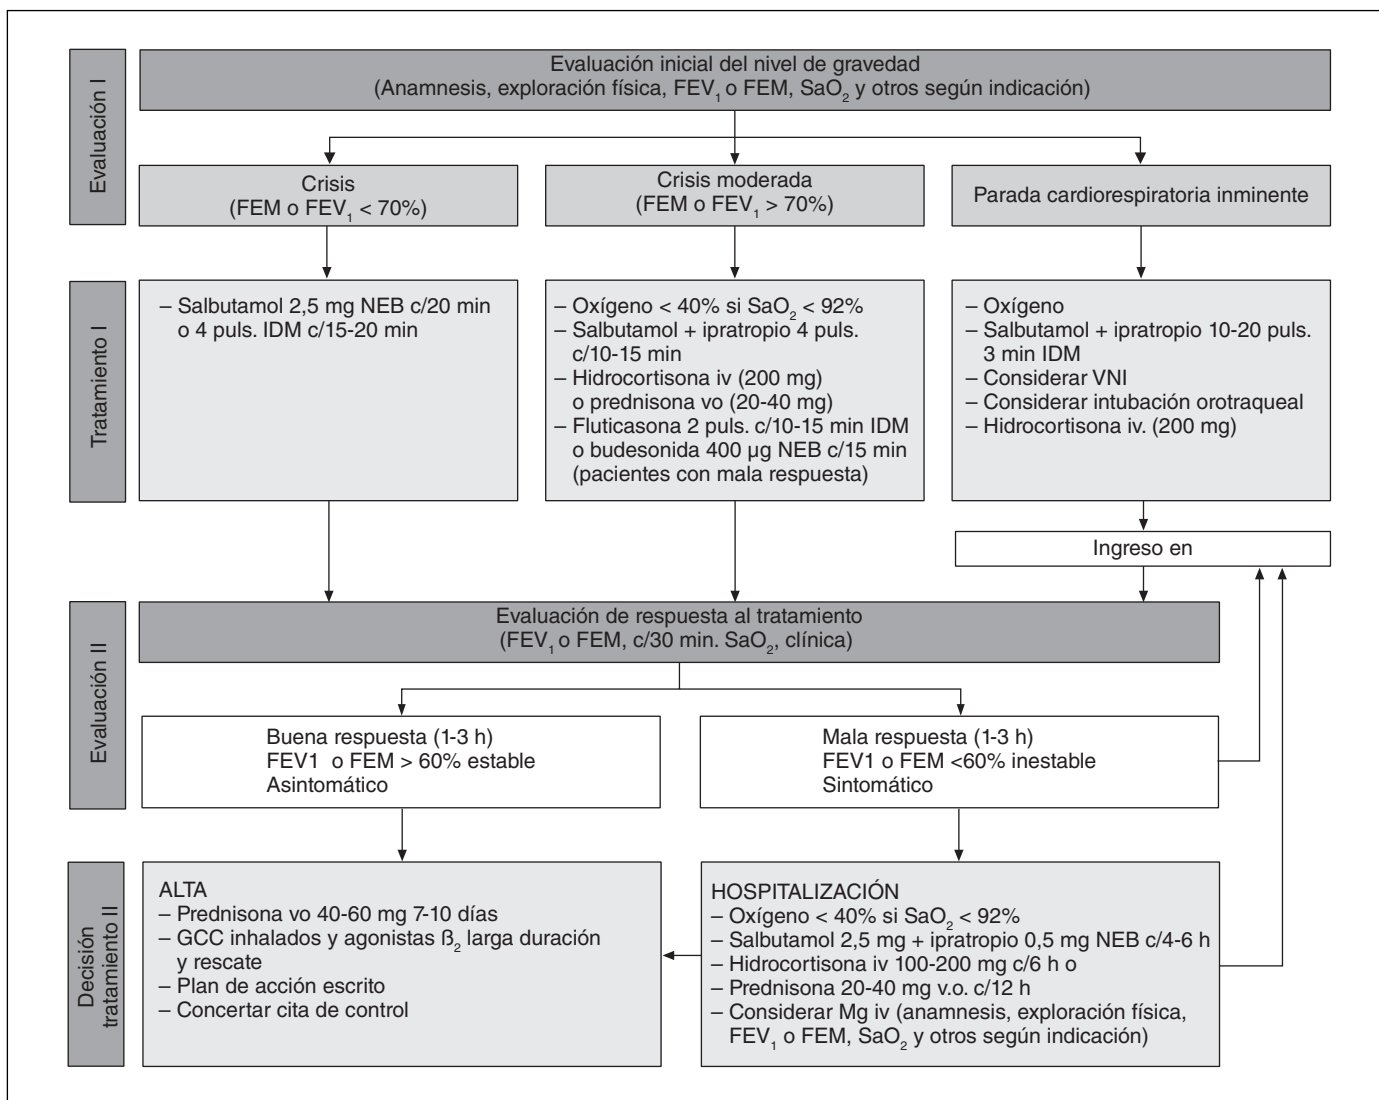 Evaluación I
Evaluación inicial del nivel de gravedad
(Anamnesis, exploración física, FEV₁ o FEM, SaO₂ y otros según indicación)
Crisis
(FEM o FEV₁ < 70%)
Crisis moderada
(FEM o FEV₁ > 70%)
Parada cardiorespiratoria inminente
Tratamiento I
– Salbutamol 2,5 mg NEB c/20 min
o 4 puls. IDM c/15-20 min
– Oxígeno < 40% si SaO₂ < 92%
– Salbutamol + ipratropio 4 puls.
c/10-15 min
– Hidrocortisona iv (200 mg)
o prednisona vo (20-40 mg)
– Fluticasona 2 puls. c/10-15 min IDM
o budesonida 400 µg NEB c/15 min
(pacientes con mala respuesta)
– Oxígeno
– Salbutamol + ipratropio 10-20 puls.
3 min IDM
– Considerar VNI
– Considerar intubación orotraqueal
– Hidrocortisona iv. (200 mg)
Ingreso en
Evaluación II
Evaluación de respuesta al tratamiento
(FEV₁ o FEM, c/30 min. SaO₂, clínica)
Buena respuesta (1-3 h)
FEV1 o FEM > 60% estable
Asintomático
Mala respuesta (1-3 h)
FEV1 o FEM <60% inestable
Sintomático
Decisión
tratamiento II
ALTA
– Prednisona vo 40-60 mg 7-10 días
– GCC inhalados y agonistas ß₂ larga duración
y rescate
– Plan de acción escrito
– Concertar cita de control
HOSPITALIZACIÓN
– Oxígeno < 40% si SaO₂ < 92%
– Salbutamol 2,5 mg + ipratropio 0,5 mg NEB c/4-6 h
– Hidrocortisona iv 100-200 mg c/6 h o
– Prednisona 20-40 mg v.o. c/12 h
– Considerar Mg iv (anamnesis, exploración física,
FEV₁ o FEM, SaO₂ y otros según indicación)